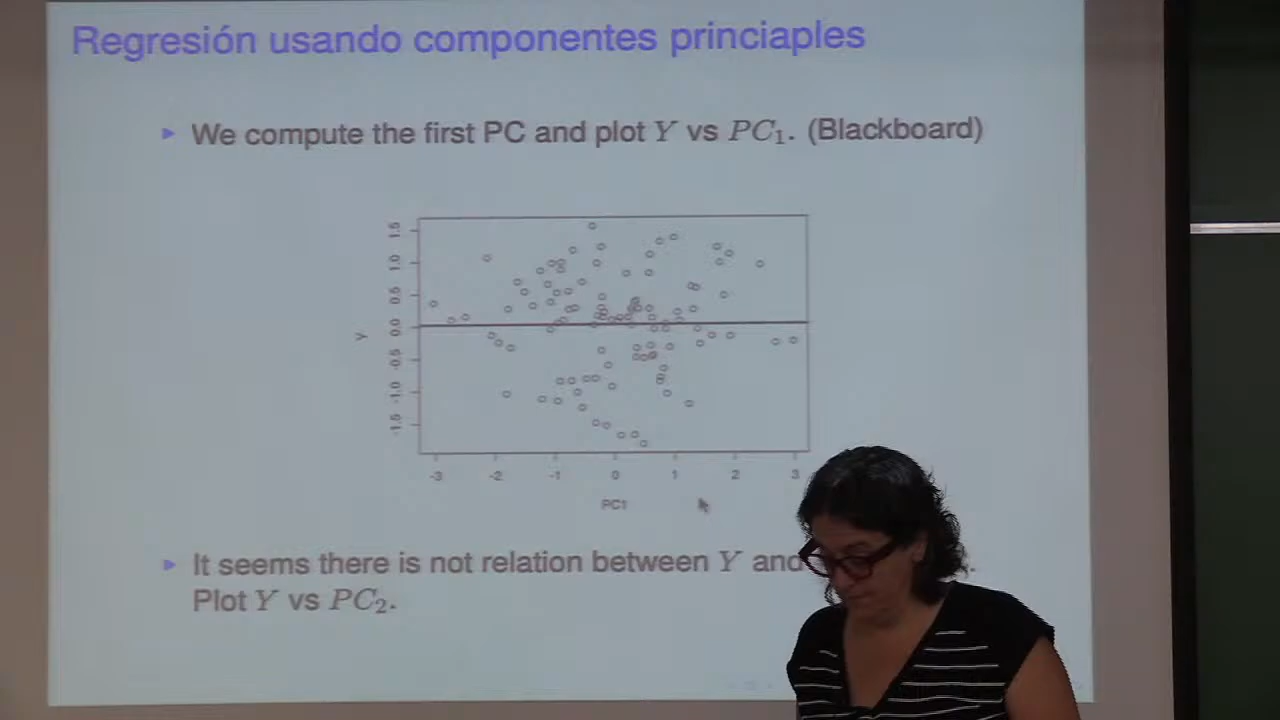 Regresión usando componentes princiaples
We compute the first PC and plot Y vs PC₁. (Blackboard)
1.5
1.0
0.5
0.0
-0.5
-1.0
-1.5
Y
-3 -2 -1 0 1 2 3
PC1
It seems there is not relation between Y and
Plot Y vs PC₂.